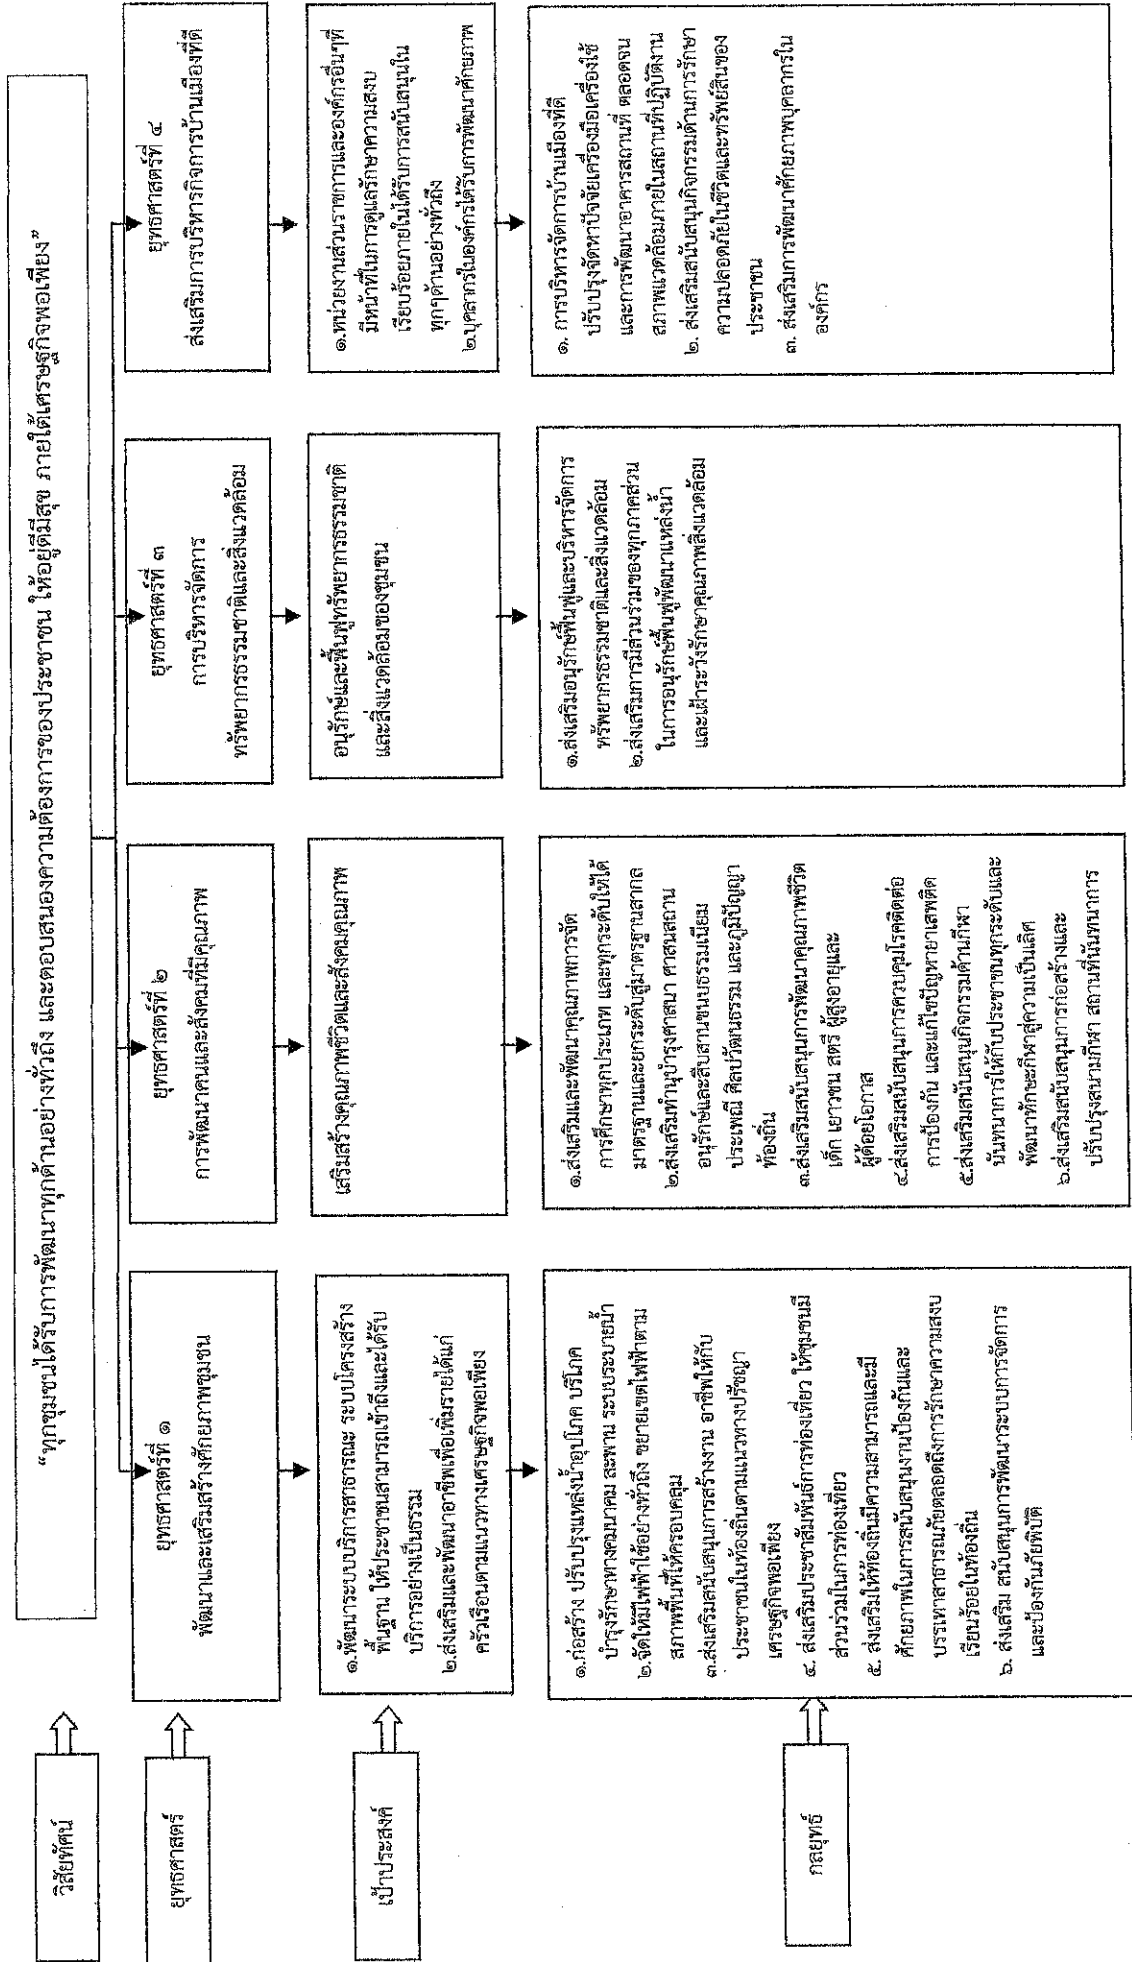 วิสัยทัศน์
“ทุกชุมชนได้รับการพัฒนาทุกด้านอย่างทั่วถึง และตอบสนองความต้องการของประชาชน ให้อยู่ดีมีสุข ภายใต้เศรษฐกิจพอเพียง”
ยุทธศาสตร์
ยุทธศาสตร์ที่ ๑
พัฒนาและเสริมสร้างศักยภาพชุมชน
ยุทธศาสตร์ที่ ๒
การพัฒนาคนและสังคมที่มีคุณภาพ
ยุทธศาสตร์ที่ ๓
การบริหารจัดการ
ทรัพยากรธรรมชาติและสิ่งแวดล้อม
ยุทธศาสตร์ที่ ๔
ส่งเสริมการบริหารกิจการบ้านเมืองที่ดี
เป้าประสงค์
๑.พัฒนาระบบบริการสาธารณะ ระบบโครงสร้าง
พื้นฐาน ให้ประชาชนสามารถเข้าถึงและได้รับ
บริการอย่างเป็นธรรม
๒.ส่งเสริมและพัฒนาอาชีพเพื่อเพิ่มรายได้แก่
ครัวเรือนตามแนวทางเศรษฐกิจพอเพียง
เสริมสร้างคุณภาพชีวิตและสังคมคุณภาพ
อนุรักษ์และฟื้นฟูทรัพยากรธรรมชาติ
และสิ่งแวดล้อมของชุมชน
๑.หน่วยงานส่วนราชการและองค์กรอื่นๆที่
มีหน้าที่ในการดูแลรักษาความสงบ
เรียบร้อยภายในได้รับการสนับสนุนใน
ทุกๆด้านอย่างทั่วถึง
๒.บุคลากรในองค์กรได้รับการพัฒนาศักยภาพ
กลยุทธ์
๑.ก่อสร้าง ปรับปรุงแหล่งน้ำอุปโภค บริโภค
บำรุงรักษาทางคมนาคม สะพาน ระบบระบายน้ำ
๒.จัดให้มีไฟฟ้าใช้อย่างทั่วถึง ขยายเขตไฟฟ้าตาม
สภาพพื้นที่ให้ครอบคลุม
๓.ส่งเสริมสนับสนุนการสร้างงาน อาชีพให้กับ
ประชาชนในท้องถิ่นตามแนวทางปรัชญา
เศรษฐกิจพอเพียง
๔. ส่งเสริมประชาสัมพันธ์การท่องเที่ยว ให้ชุมชนมี
ส่วนร่วมในการท่องเที่ยว
๕. ส่งเสริมให้ท้องถิ่นมีความสามารถและมี
ศักยภาพในการสนับสนุนงานป้องกันและ
บรรเทาสาธารณภัยตลอดถึงการรักษาความสงบ
เรียบร้อยในท้องถิ่น
๖. ส่งเสริม สนับสนุนการพัฒนาระบบการจัดการ
และป้องกันภัยพิบัติ
๑.ส่งเสริมและพัฒนาคุณภาพการจัด
การศึกษาทุกประเภท และทุกระดับให้ได้
มาตรฐานและยกระดับสู่มาตรฐานสากล
๒.ส่งเสริมทำนุบำรุงศาสนา ศาสนสถาน
อนุรักษ์และสืบสานขนบธรรมเนียม
ประเพณี ศิลปวัฒนธรรม และภูมิปัญญา
ท้องถิ่น
๓.ส่งเสริมสนับสนุนการพัฒนาคุณภาพชีวิต
เด็ก เยาวชน สตรี ผู้สูงอายุและ
ผู้ด้อยโอกาส
๔.ส่งเสริมสนับสนุนการควบคุมโรคติดต่อ
การป้องกัน และแก้ไขปัญหายาเสพติด
๕.ส่งเสริมสนับสนุนกิจกรรมด้านกีฬา
นันทนาการให้กับประชาชนทุกระดับและ
พัฒนาทักษะกีฬาสู่ความเป็นเลิศ
๖.ส่งเสริมสนับสนุนการก่อสร้างและ
ปรับปรุงสนามกีฬา สถานที่นันทนาการ
๑.ส่งเสริมอนุรักษ์ฟื้นฟูและบริหารจัดการ
ทรัพยากรธรรมชาติและสิ่งแวดล้อม
๒.ส่งเสริมการมีส่วนร่วมของทุกภาคส่วน
ในการอนุรักษ์ฟื้นฟูพัฒนาแหล่งน้ำ
และเฝ้าระวังรักษาคุณภาพสิ่งแวดล้อม
๑. การบริหารจัดการบ้านเมืองที่ดี
ปรับปรุงจัดหาปัจจัยเครื่องมือเครื่องใช้
และการพัฒนาอาคารสถานที่ ตลอดจน
สภาพแวดล้อมภายในสถานที่ปฏิบัติงาน
๒. ส่งเสริมสนับสนุนกิจกรรมด้านการรักษา
ความปลอดภัยในชีวิตและทรัพย์สินของ
ประชาชน
๓. ส่งเสริมการพัฒนาศักยภาพบุคลากรใน
องค์กร